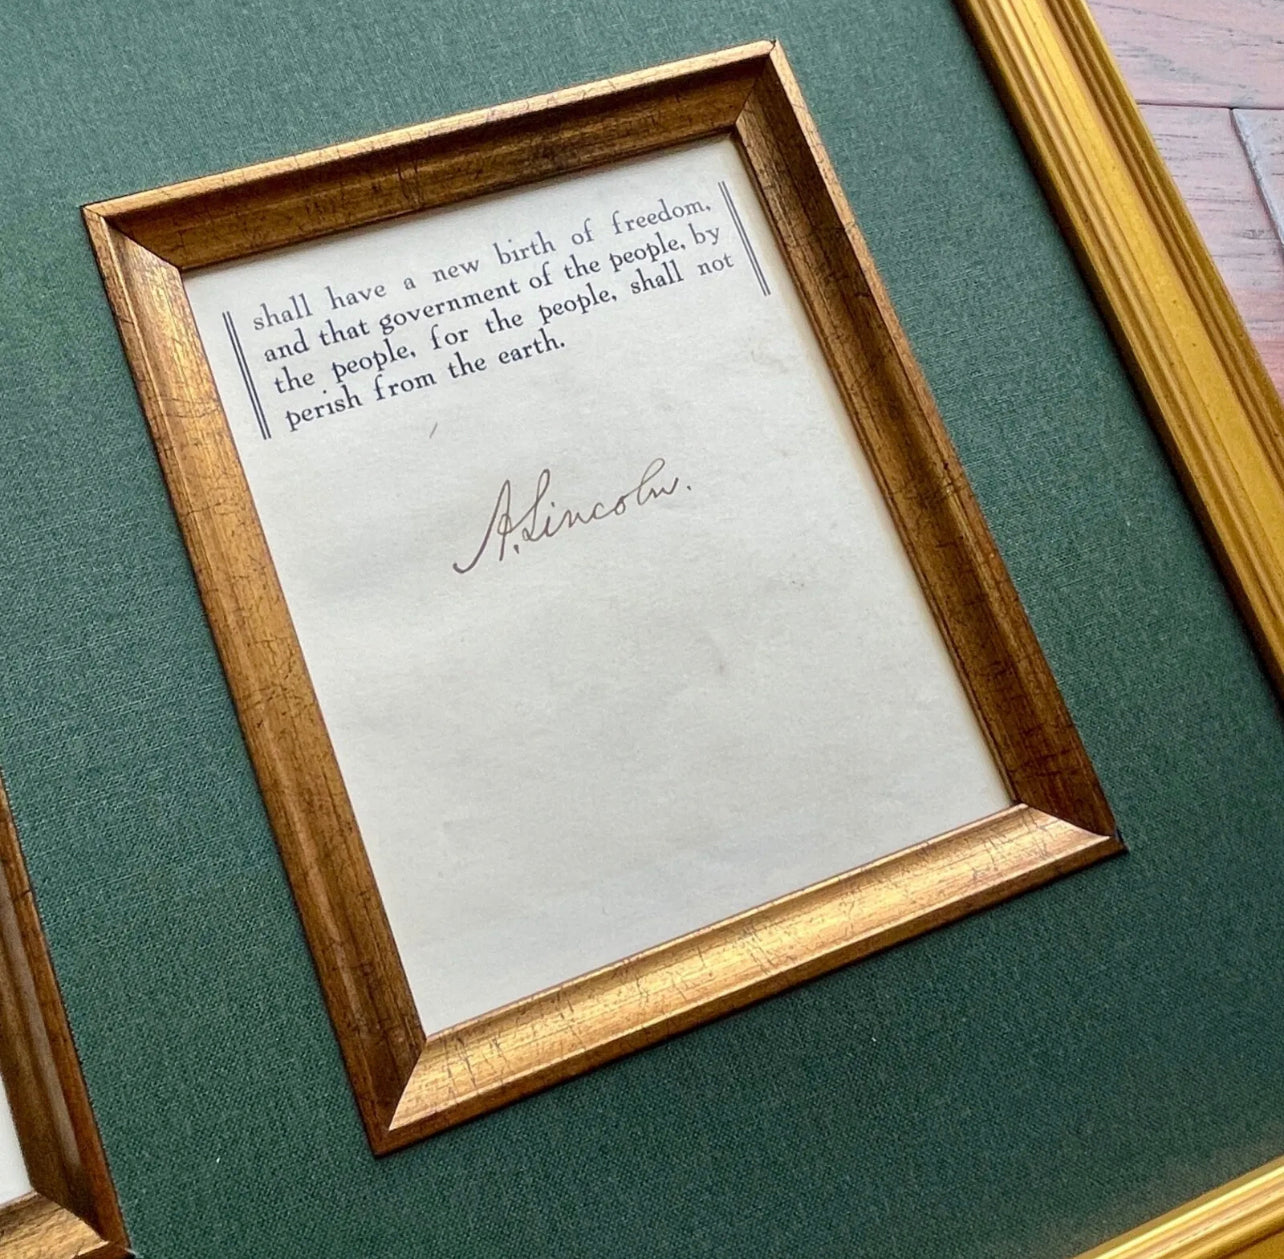 shall have a new birth of freedom,
and that government of the people, by
the people, for the people, shall not
perish from the earth.
A. Lincoln.